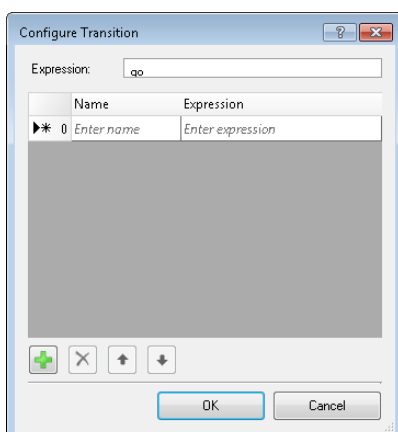 Configure Transition
Expression: go
Name Expression
0 Enter name Enter expression
OK Cancel